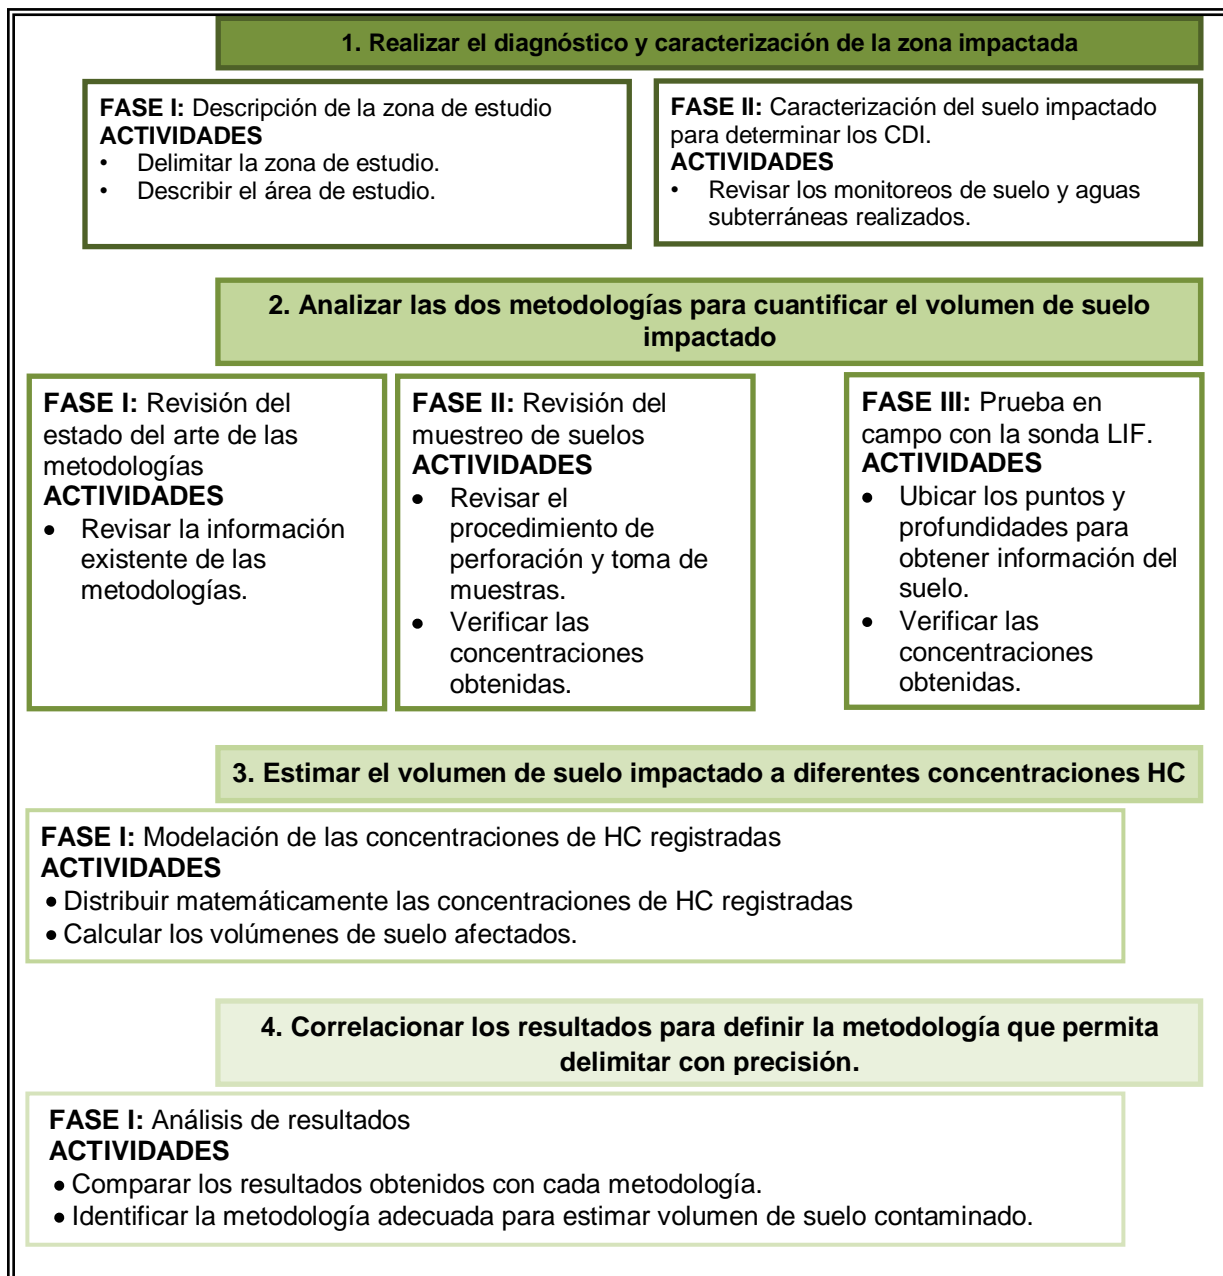 1. Realizar el diagnóstico y caracterización de la zona impactada
FASE I: Descripción de la zona de estudio
ACTIVIDADES
• Delimitar la zona de estudio.
• Describir el área de estudio.
FASE II: Caracterización del suelo impactado
para determinar los CDI.
ACTIVIDADES
• Revisar los monitoreos de suelo y aguas
subterráneas realizados.
2. Analizar las dos metodologías para cuantificar el volumen de suelo
impactado
FASE I: Revisión del
estado del arte de las
metodologías
ACTIVIDADES
• Revisar la información
existente de las
metodologías.
FASE II: Revisión del
muestreo de suelos
ACTIVIDADES
• Revisar el
procedimiento de
perforación y toma de
muestras.
• Verificar las
concentraciones
obtenidas.
FASE III: Prueba en
campo con la sonda LIF.
ACTIVIDADES
• Ubicar los puntos y
profundidades para
obtener información del
suelo.
• Verificar las
concentraciones
obtenidas.
3. Estimar el volumen de suelo impactado a diferentes concentraciones HC
FASE I: Modelación de las concentraciones de HC registradas
ACTIVIDADES
• Distribuir matemáticamente las concentraciones de HC registradas
• Calcular los volúmenes de suelo afectados.
4. Correlacionar los resultados para definir la metodología que permita
delimitar con precisión.
FASE I: Análisis de resultados
ACTIVIDADES
• Comparar los resultados obtenidos con cada metodología.
• Identificar la metodología adecuada para estimar volumen de suelo contaminado.